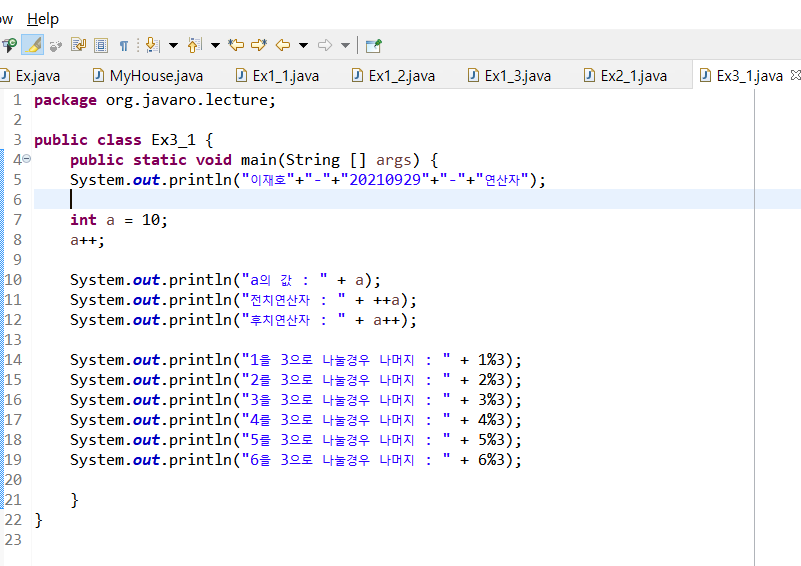 ow Help
Ex.java MyHouse.java Ex1_1.java Ex1_2.java Ex1_3.java Ex2_1.java Ex3_1.java
1 package org.javaro.lecture;
2
3 public class Ex3_1 {
4 public static void main(String [] args) {
5 System.out.println("이재호"+"-"+"20210929"+"-"+"연산자");
6
7 int a = 10;
8 a++;
9
10 System.out.println("a의 값 : " + a);
11 System.out.println("전치연산자 : " + ++a);
12 System.out.println("후치연산자 : " + a++);
13
14 System.out.println("1을 3으로 나눌경우 나머지 : " + 1%3);
15 System.out.println("2를 3으로 나눌경우 나머지 : " + 2%3);
16 System.out.println("3을 3으로 나눌경우 나머지 : " + 3%3);
17 System.out.println("4를 3으로 나눌경우 나머지 : " + 4%3);
18 System.out.println("5를 3으로 나눌경우 나머지 : " + 5%3);
19 System.out.println("6을 3으로 나눌경우 나머지 : " + 6%3);
20
21 }
22 }
23